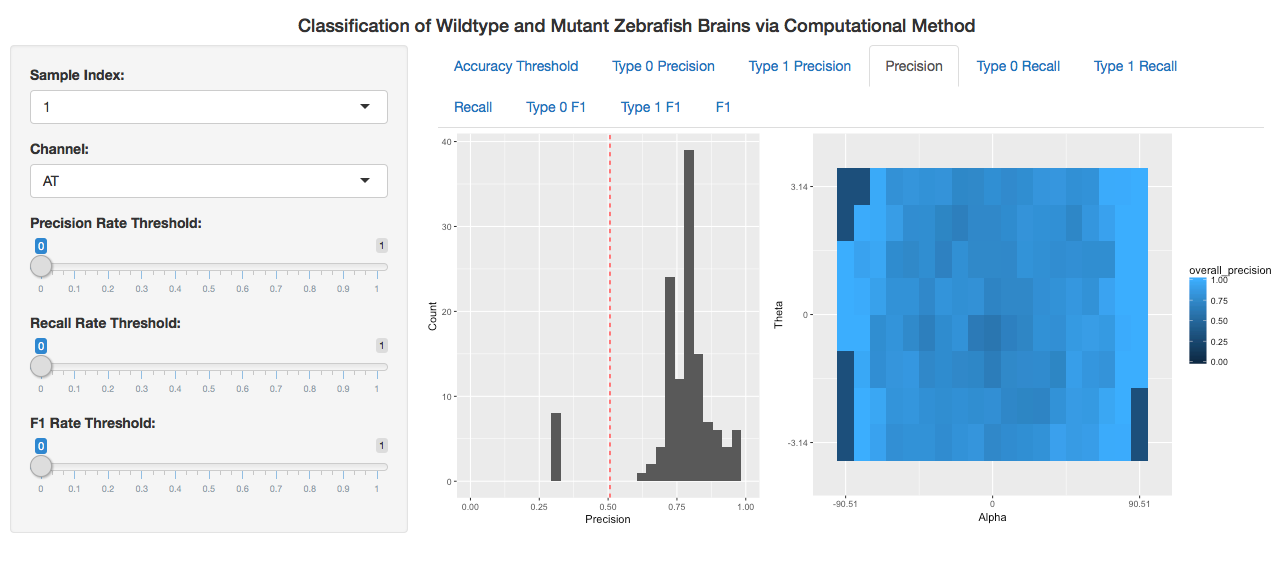 Classification of Wildtype and Mutant Zebrafish Brains via Computational Method
Sample Index:
1
Channel:
AT
Precision Rate Threshold:
0 1
0 0.1 0.2 0.3 0.4 0.5 0.6 0.7 0.8 0.9 1
Recall Rate Threshold:
0 1
0 0.1 0.2 0.3 0.4 0.5 0.6 0.7 0.8 0.9 1
F1 Rate Threshold:
0 1
0 0.1 0.2 0.3 0.4 0.5 0.6 0.7 0.8 0.9 1
Accuracy Threshold Type 0 Precision Type 1 Precision Precision Type 0 Recall Type 1 Recall
Recall Type 0 F1 Type 1 F1 F1
Count
40
30
20
10
0
0.00 0.25 0.50 0.75 1.00
Precision
Theta
3.14
0
-3.14
-90.51 0 90.51
Alpha
overall_precision
1.00
0.75
0.50
0.25
0.00